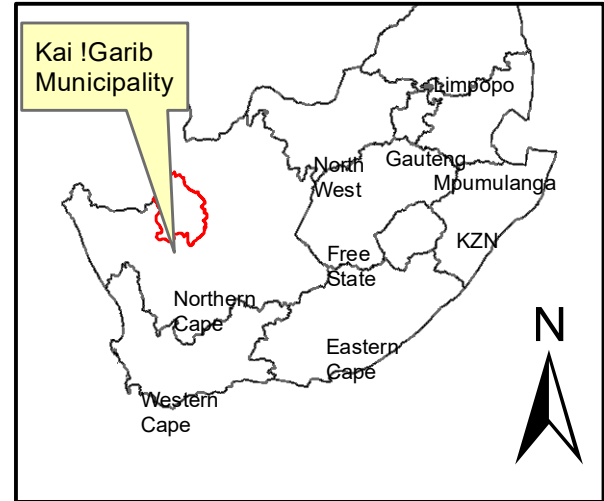 Kai !Garib
Municipality
Limpopo
Gauteng
North
West
Mpumulanga
KZN
Free
State
Northern
Cape
Eastern
Cape
Western
Cape
N